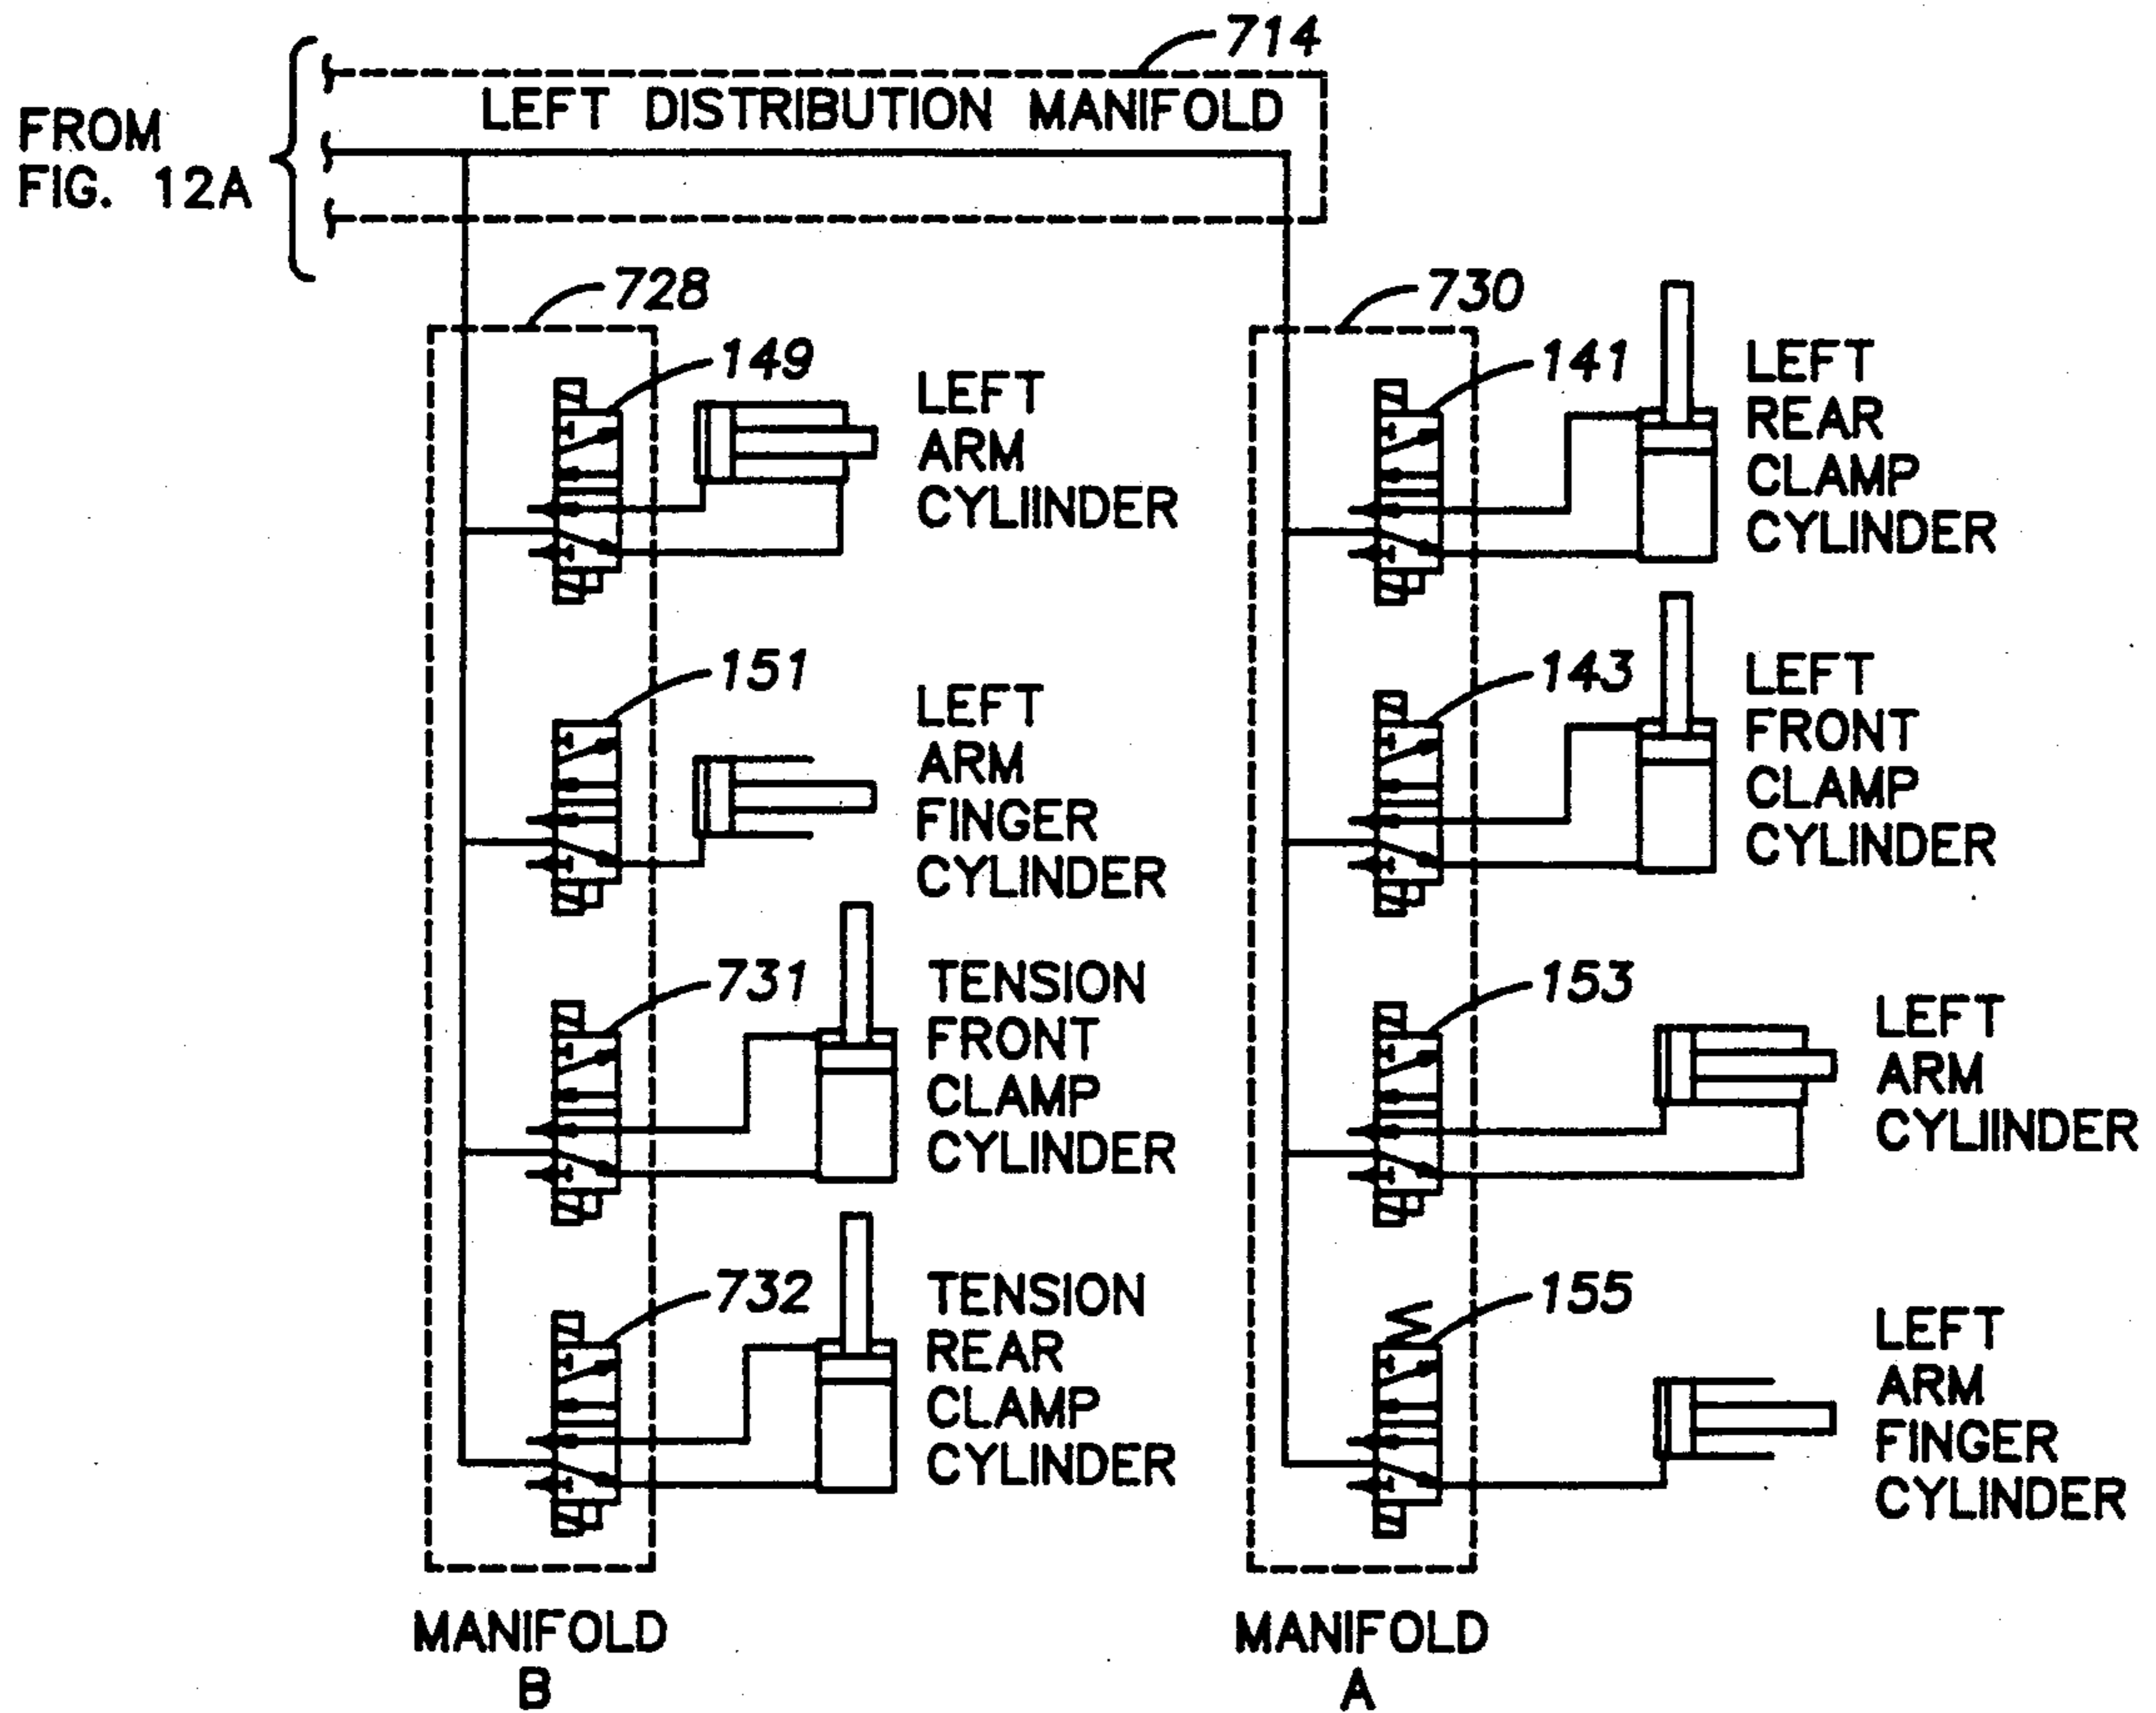 714
LEFT DISTRIBUTION MANIFOLD
FROM
FIG. 12A
728
149
LEFT
ARM
CYLIINDER
151
LEFT
ARM
FINGER
CYLINDER
731
TENSION
FRONT
CLAMP
CYLINDER
732
TENSION
REAR
CLAMP
CYLINDER
MANIFOLD
B
730
141
LEFT
REAR
CLAMP
CYLINDER
143
LEFT
FRONT
CLAMP
CYLINDER
153
LEFT
ARM
CYLIINDER
155
LEFT
ARM
FINGER
CYLINDER
MANIFOLD
A